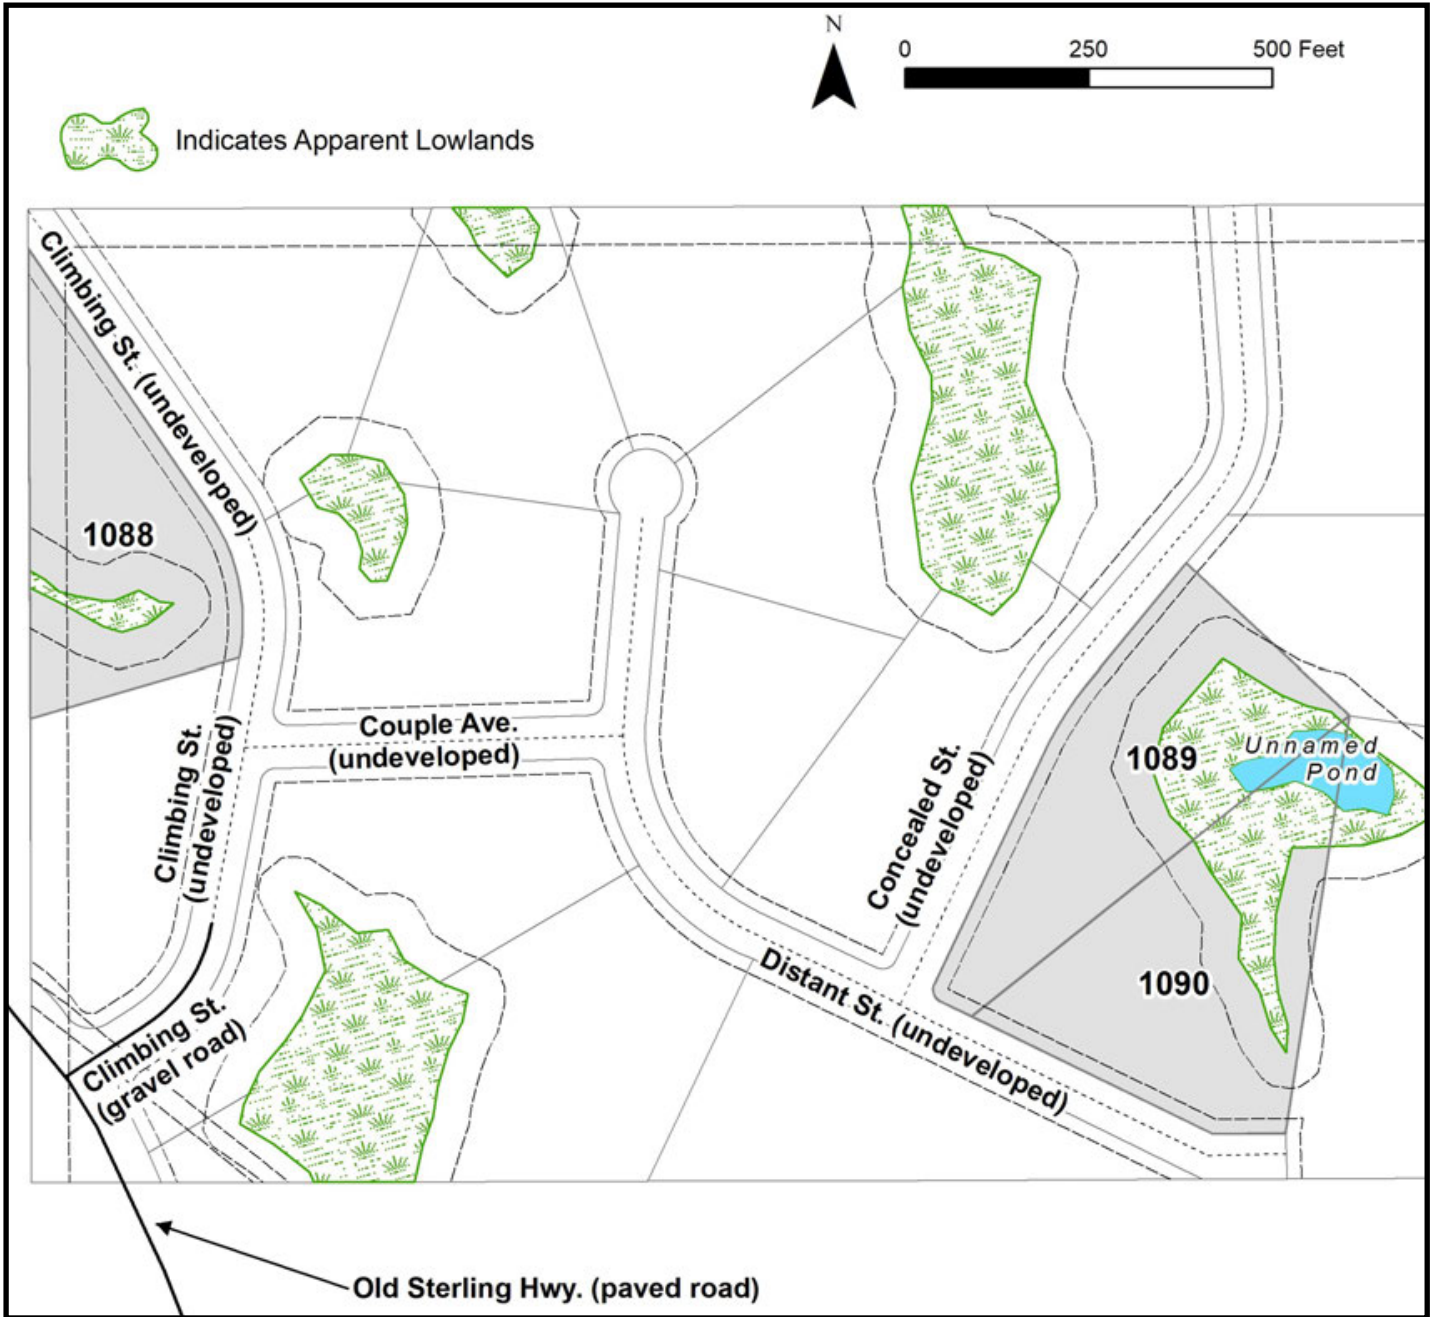 N
0 250 500 Feet
Indicates Apparent Lowlands
Climbing St. (undeveloped)
1088
Couple Ave.
(undeveloped)
Climbing St.
(undeveloped)
Concealed St.
(undeveloped)
1089
Unnamed
Pond
1090
Distant St. (undeveloped)
Climbing St.
(gravel road)
Old Sterling Hwy. (paved road)